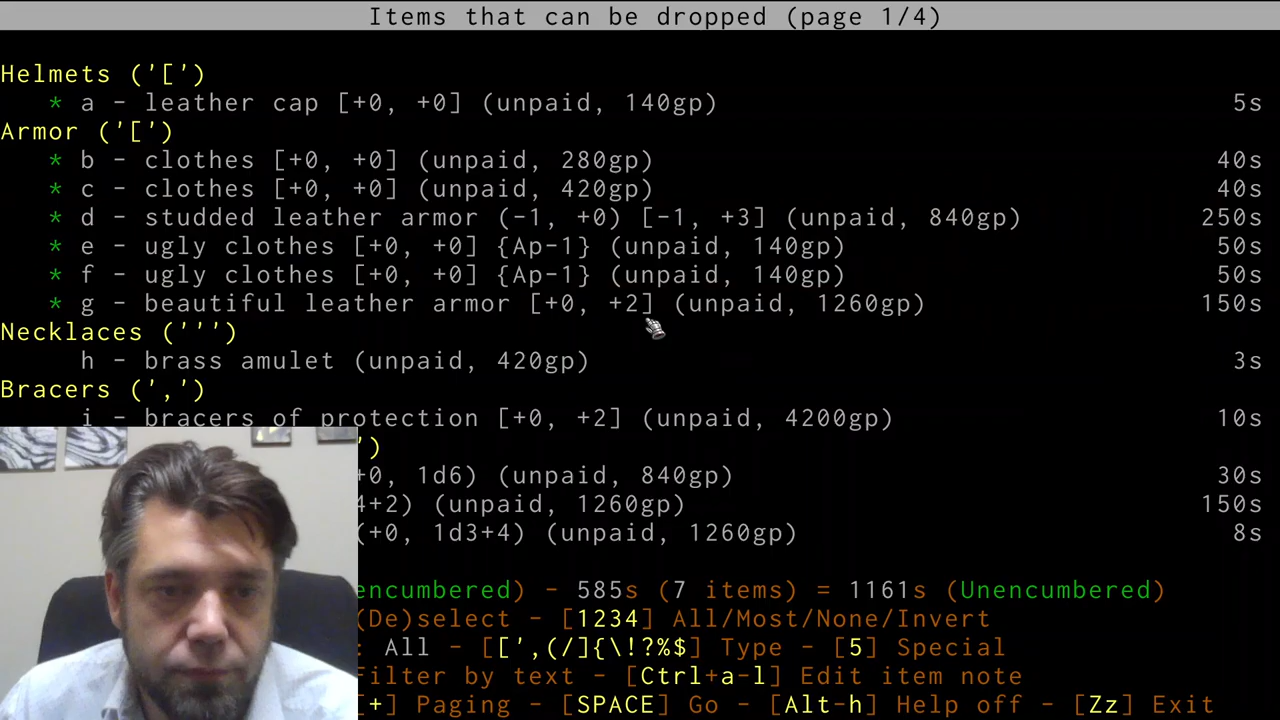 Items that can be dropped (page 1/4)
Helmets ('[')
* a - leather cap [+0, +0] (unpaid, 140gp) 5s
Armor ('[')
* b - clothes [+0, +0] (unpaid, 280gp) 40s
* c - clothes [+0, +0] (unpaid, 420gp) 40s
* d - studded leather armor (-1, +0) [-1, +3] (unpaid, 840gp) 250s
* e - ugly clothes [+0, +0] {Ap-1} (unpaid, 140gp) 50s
* f - ugly clothes [+0, +0] {Ap-1} (unpaid, 140gp) 50s
* g - beautiful leather armor [+0, +2] (unpaid, 1260gp) 150s
Necklaces (''')
h - brass amulet (unpaid, 420gp) 3s
Bracers (',')
i - bracers of protection [+0, +2] (unpaid, 4200gp) 10s
')
+0, 1d6) (unpaid, 840gp) 30s
4+2) (unpaid, 1260gp) 150s
(+0, 1d3+4) (unpaid, 1260gp) 8s
encumbered) - 585s (7 items) = 1161s (Unencumbered)
(De)select - [1234] All/More/None/Invert
: All - [[',(/]{\!?%$] Type - [5] Special
Filter by text - [Ctrl+a-l] Edit item note
[+] Paging - [SPACE] Go - [Alt-h] Help off - [Zz] Exit